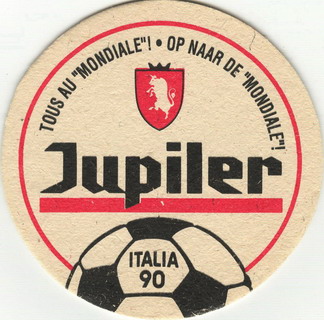 TOUS AU "MONDIALE"! • OP NAAR DE "MONDIALE"!
Jupiler
ITALIA
90